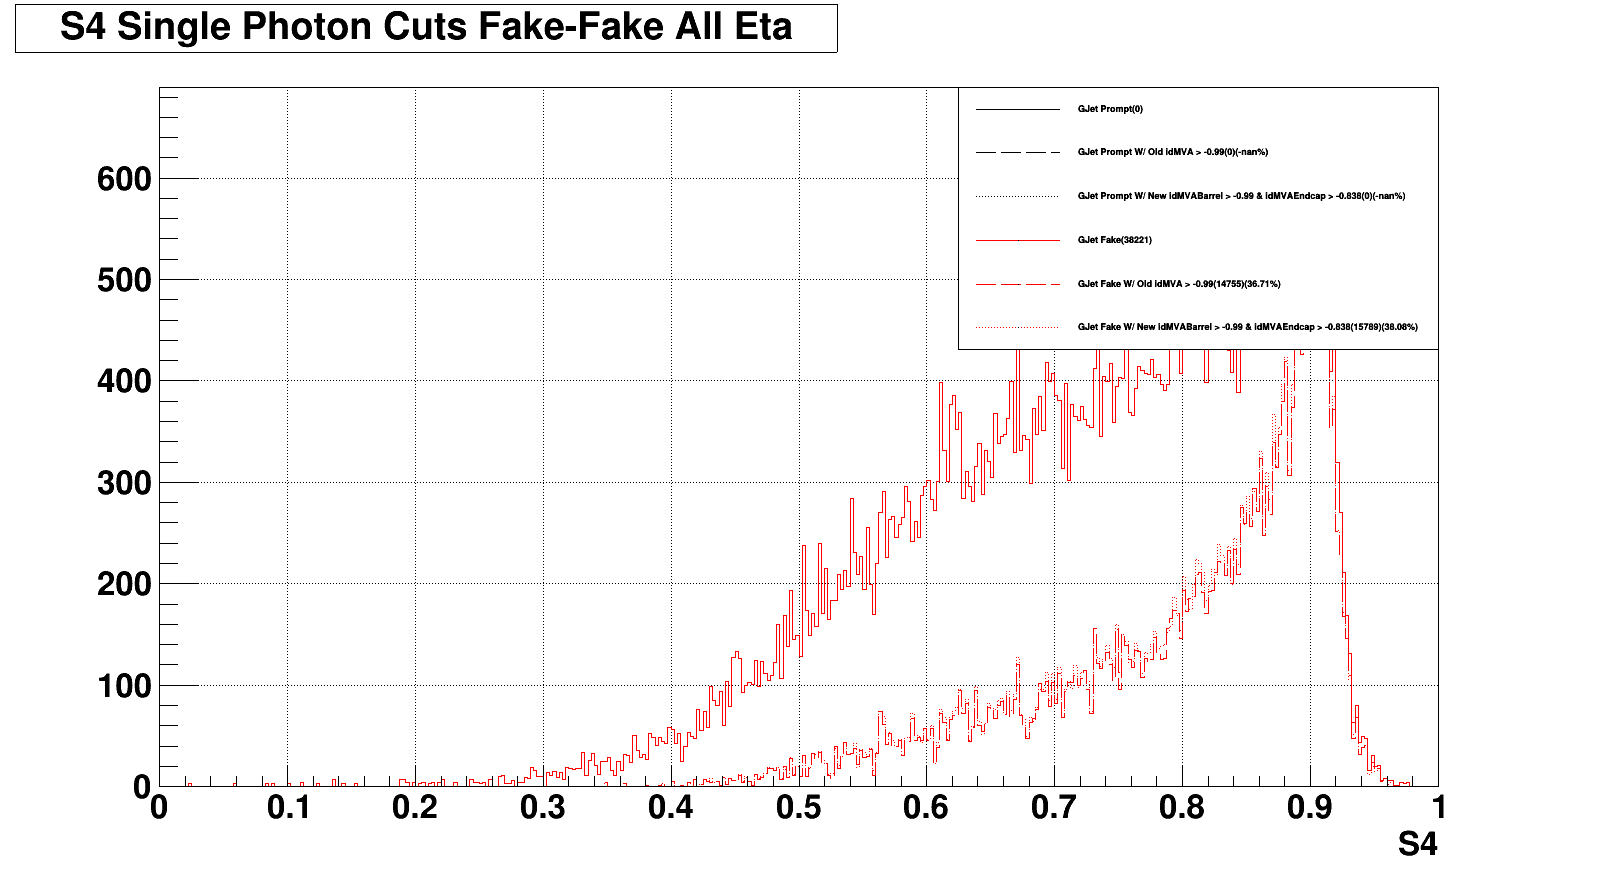 S4 Single Photon Cuts Fake-Fake All Eta
GJet Prompt(0)
GJet Prompt W/ Old idMVA > -0.99(0)(-nan%)
GJet Prompt W/ New idMVABarrel > -0.99 & idMVAEndcap > -0.838(0)(-nan%)
GJet Fake(38221)
GJet Fake W/ Old idMVA > -0.99(14755)(36.71%)
GJet Fake W/ New idMVABarrel > -0.99 & idMVAEndcap > -0.838(15789)(38.08%)
600
500
400
300
200
100
0
0 0.1 0.2 0.3 0.4 0.5 0.6 0.7 0.8 0.9 1
S4